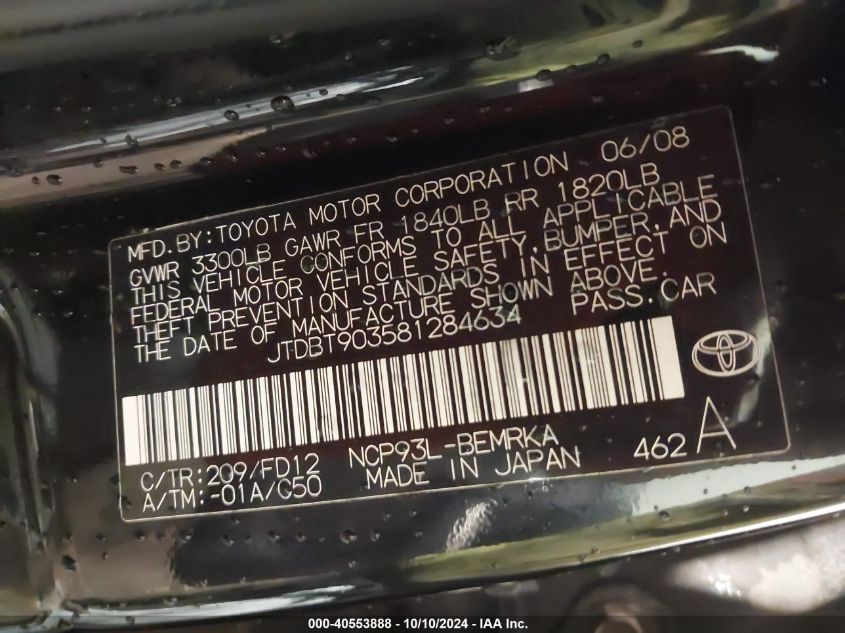 MFD. BY: TOYOTA MOTOR CORPORATION 06/08
GVWR 3300LB GAWR FR 1840LB RR 1820LB
THIS VEHICLE CONFORMS TO ALL APPLICABLE
FEDERAL MOTOR VEHICLE SAFETY, BUMPER, AND
THEFT PREVENTION STANDARDS IN EFFECT ON
THE DATE OF MANUFACTURE SHOWN ABOVE.
JTDBT903581284634 PASS. CAR
C/TR: 209/FD12 NCP93L-BEMRKA 462 A
A/TM: -01A/C50 MADE IN JAPAN
000-40553888 - 10/10/2024 - IAA Inc.